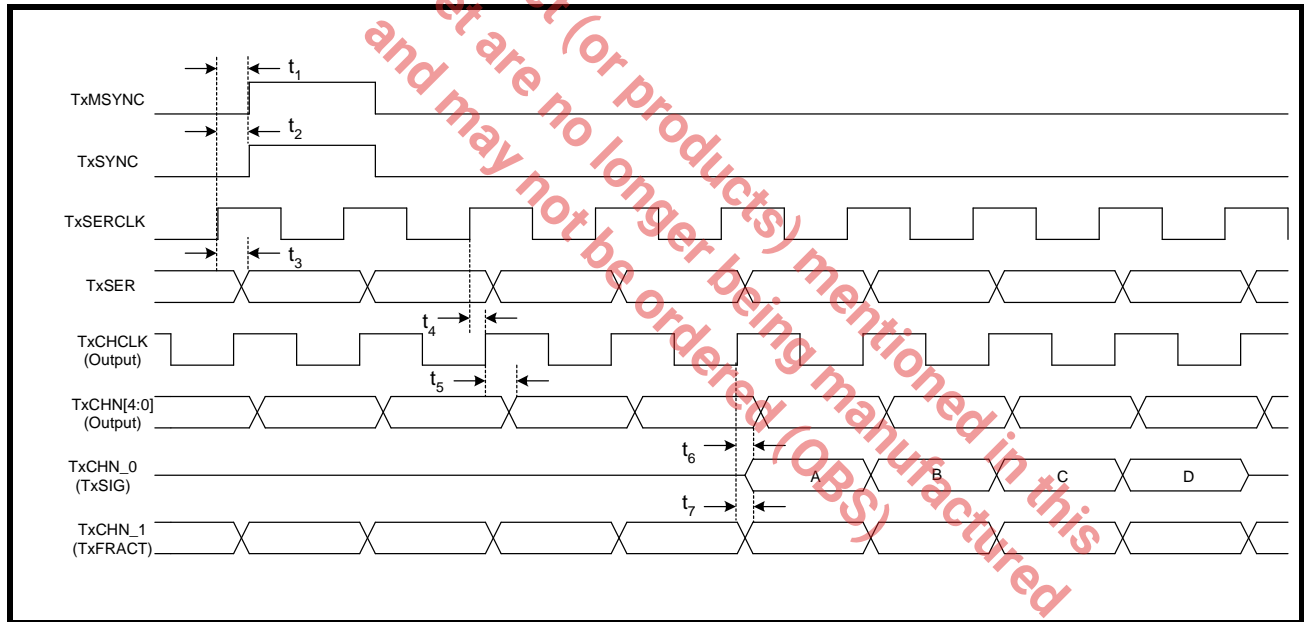 t1
TxMSYNC
t2
TxSYNC
TxSERCLK
t3
TxSER
t4
TxCHCLK
(Output)
t5
TxCHN[4:0]
(Output)
t6
TxCHN_0
(TxSIG)
A B C D
t7
TxCHN_1
(TxFRACT)
ct (or products) mentioned in this
et are no longer being manufactured
and may not be ordered (OBS)